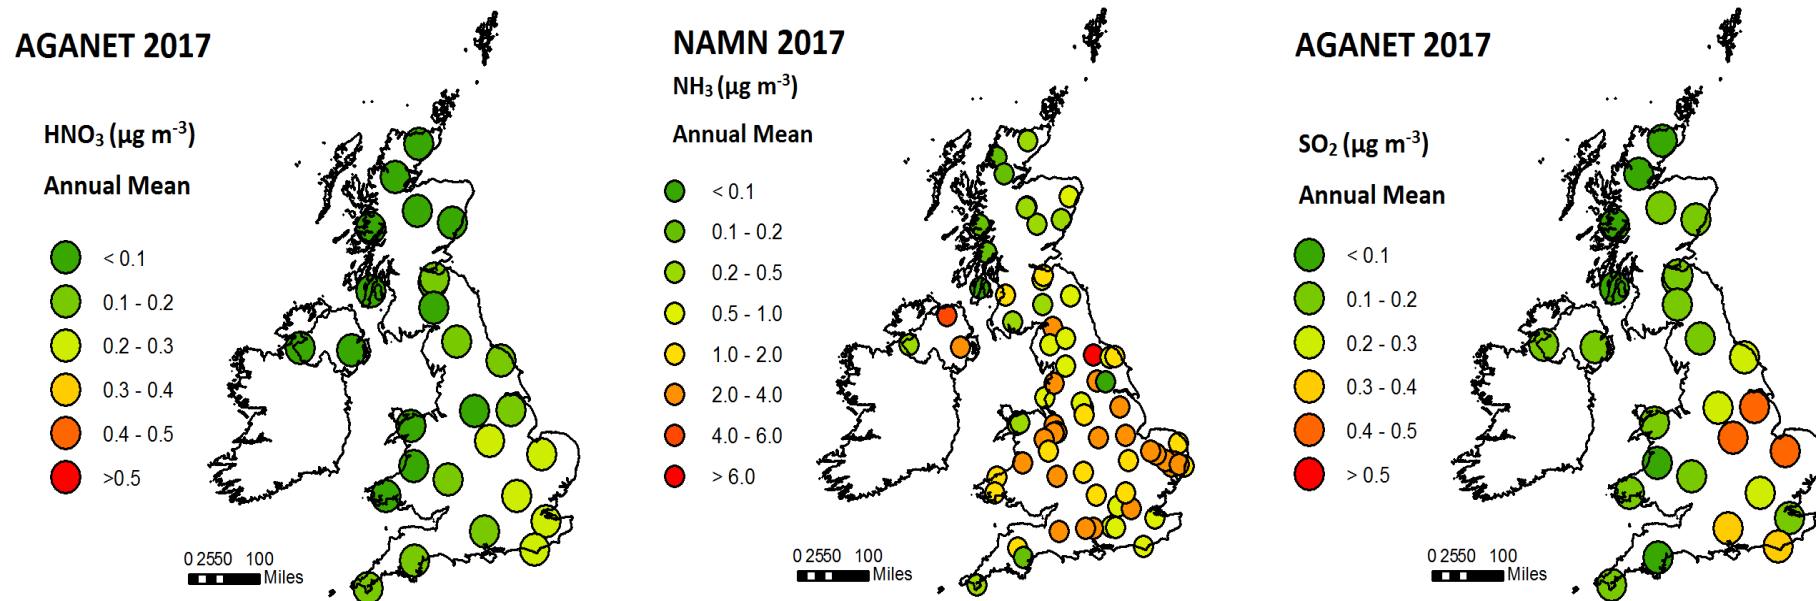 AGANET 2017
HNO₃ (µg m⁻³)
Annual Mean
< 0.1
0.1 - 0.2
0.2 - 0.3
0.3 - 0.4
0.4 - 0.5
>0.5
0 2550 100
Miles
NAMN 2017
NH₃ (µg m⁻³)
Annual Mean
< 0.1
0.1 - 0.2
0.2 - 0.5
0.5 - 1.0
1.0 - 2.0
2.0 - 4.0
4.0 - 6.0
> 6.0
0 2550 100
Miles
AGANET 2017
SO₂ (µg m⁻³)
Annual Mean
< 0.1
0.1 - 0.2
0.2 - 0.3
0.3 - 0.4
0.4 - 0.5
> 0.5
0 2550 100
Miles